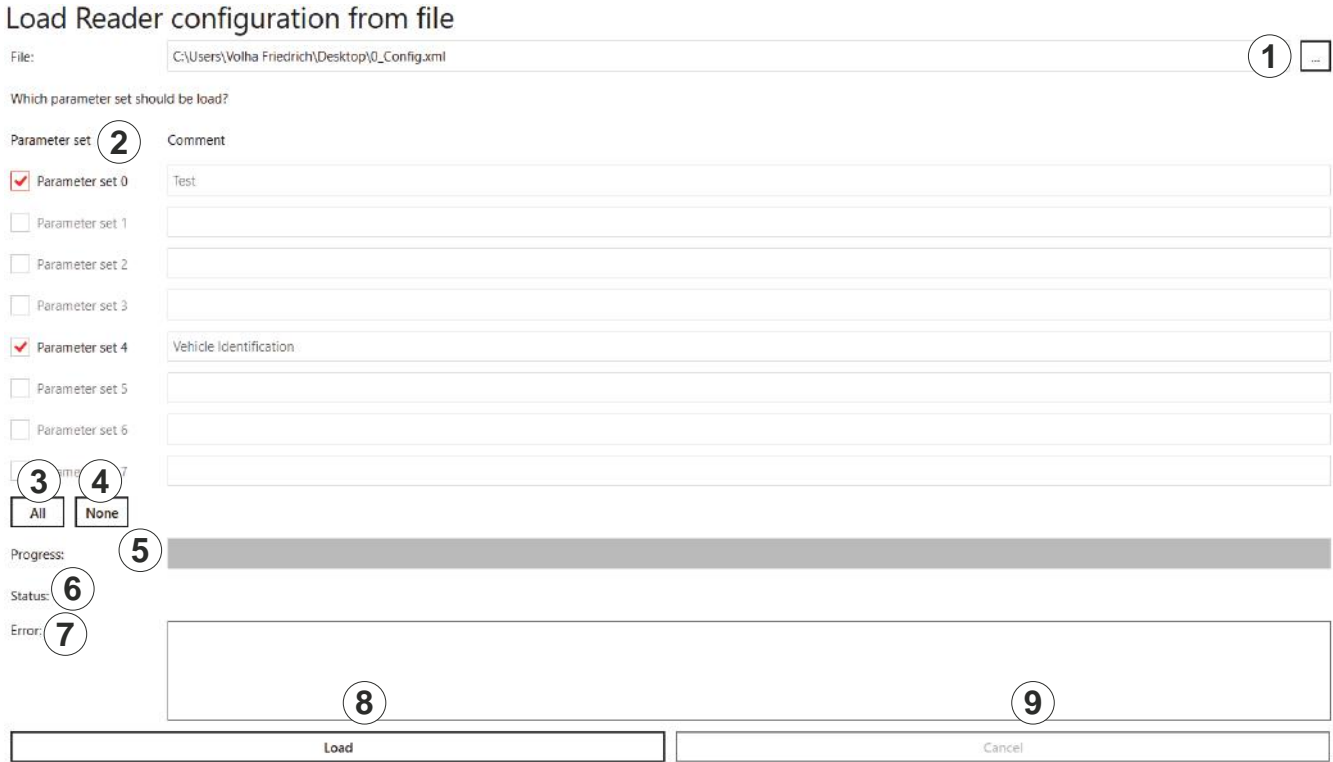 Load Reader configuration from file
File: C:\Users\Volha Friedrich\Desktop\0_Config.xml 1 ...
Which parameter set should be load?
Parameter set 2 Comment
Parameter set 0 Test
Parameter set 1
Parameter set 2
Parameter set 3
Parameter set 4 Vehicle Identification
Parameter set 5
Parameter set 6
3 4 7
All None
Progress: 5
Status: 6
Error: 7
8 9
Load Cancel